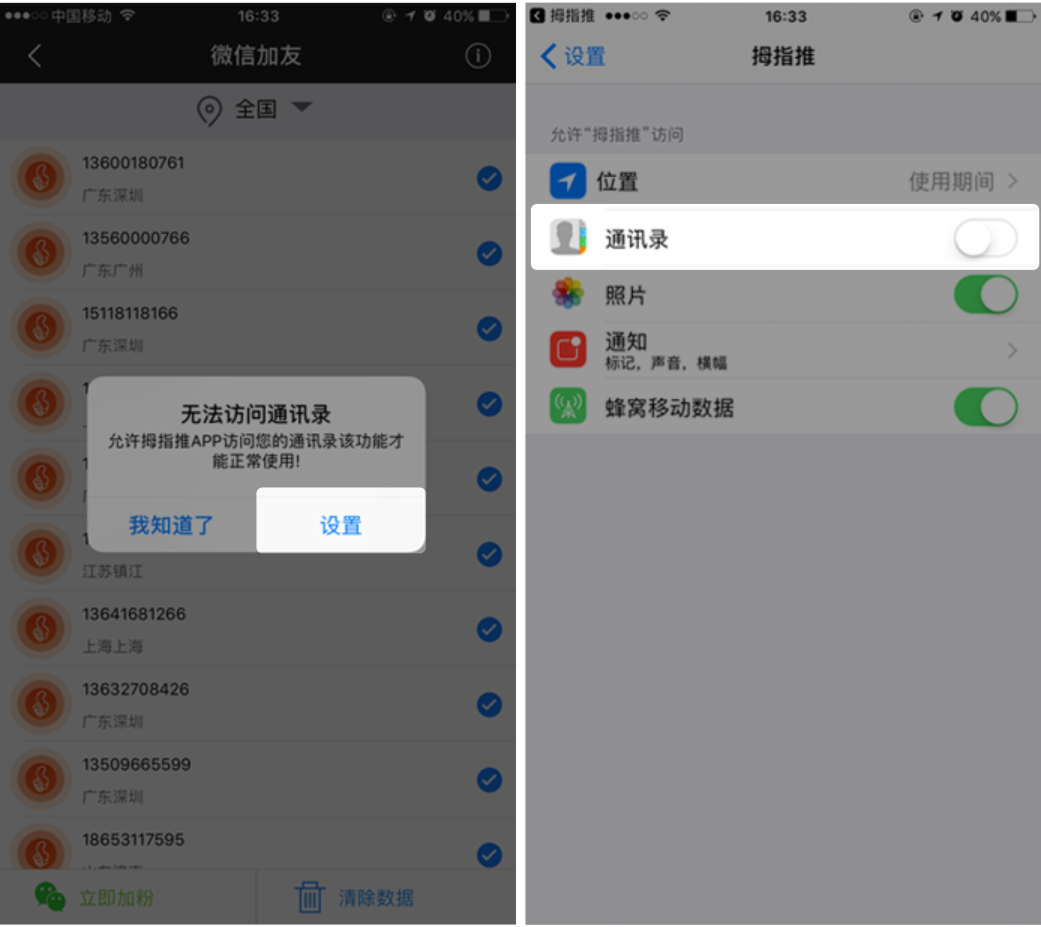 中国移动 16:33 40%
微信加友
全国
13600180761
广东深圳
13560000766
广东广州
15118118166
广东深圳
1
无法访问通讯录
允许拇指推APP访问您的通讯录该功能才
能正常使用!
我知道了 设置
江苏镇江
13641681266
上海上海
13632708426
广东深圳
13509665599
广东深圳
18653117595
立即加粉 清除数据
拇指推 16:33 40%
设置 拇指推
允许“拇指推”访问
位置 使用期间
通讯录
照片
通知
标记，声音，横幅
蜂窝移动数据